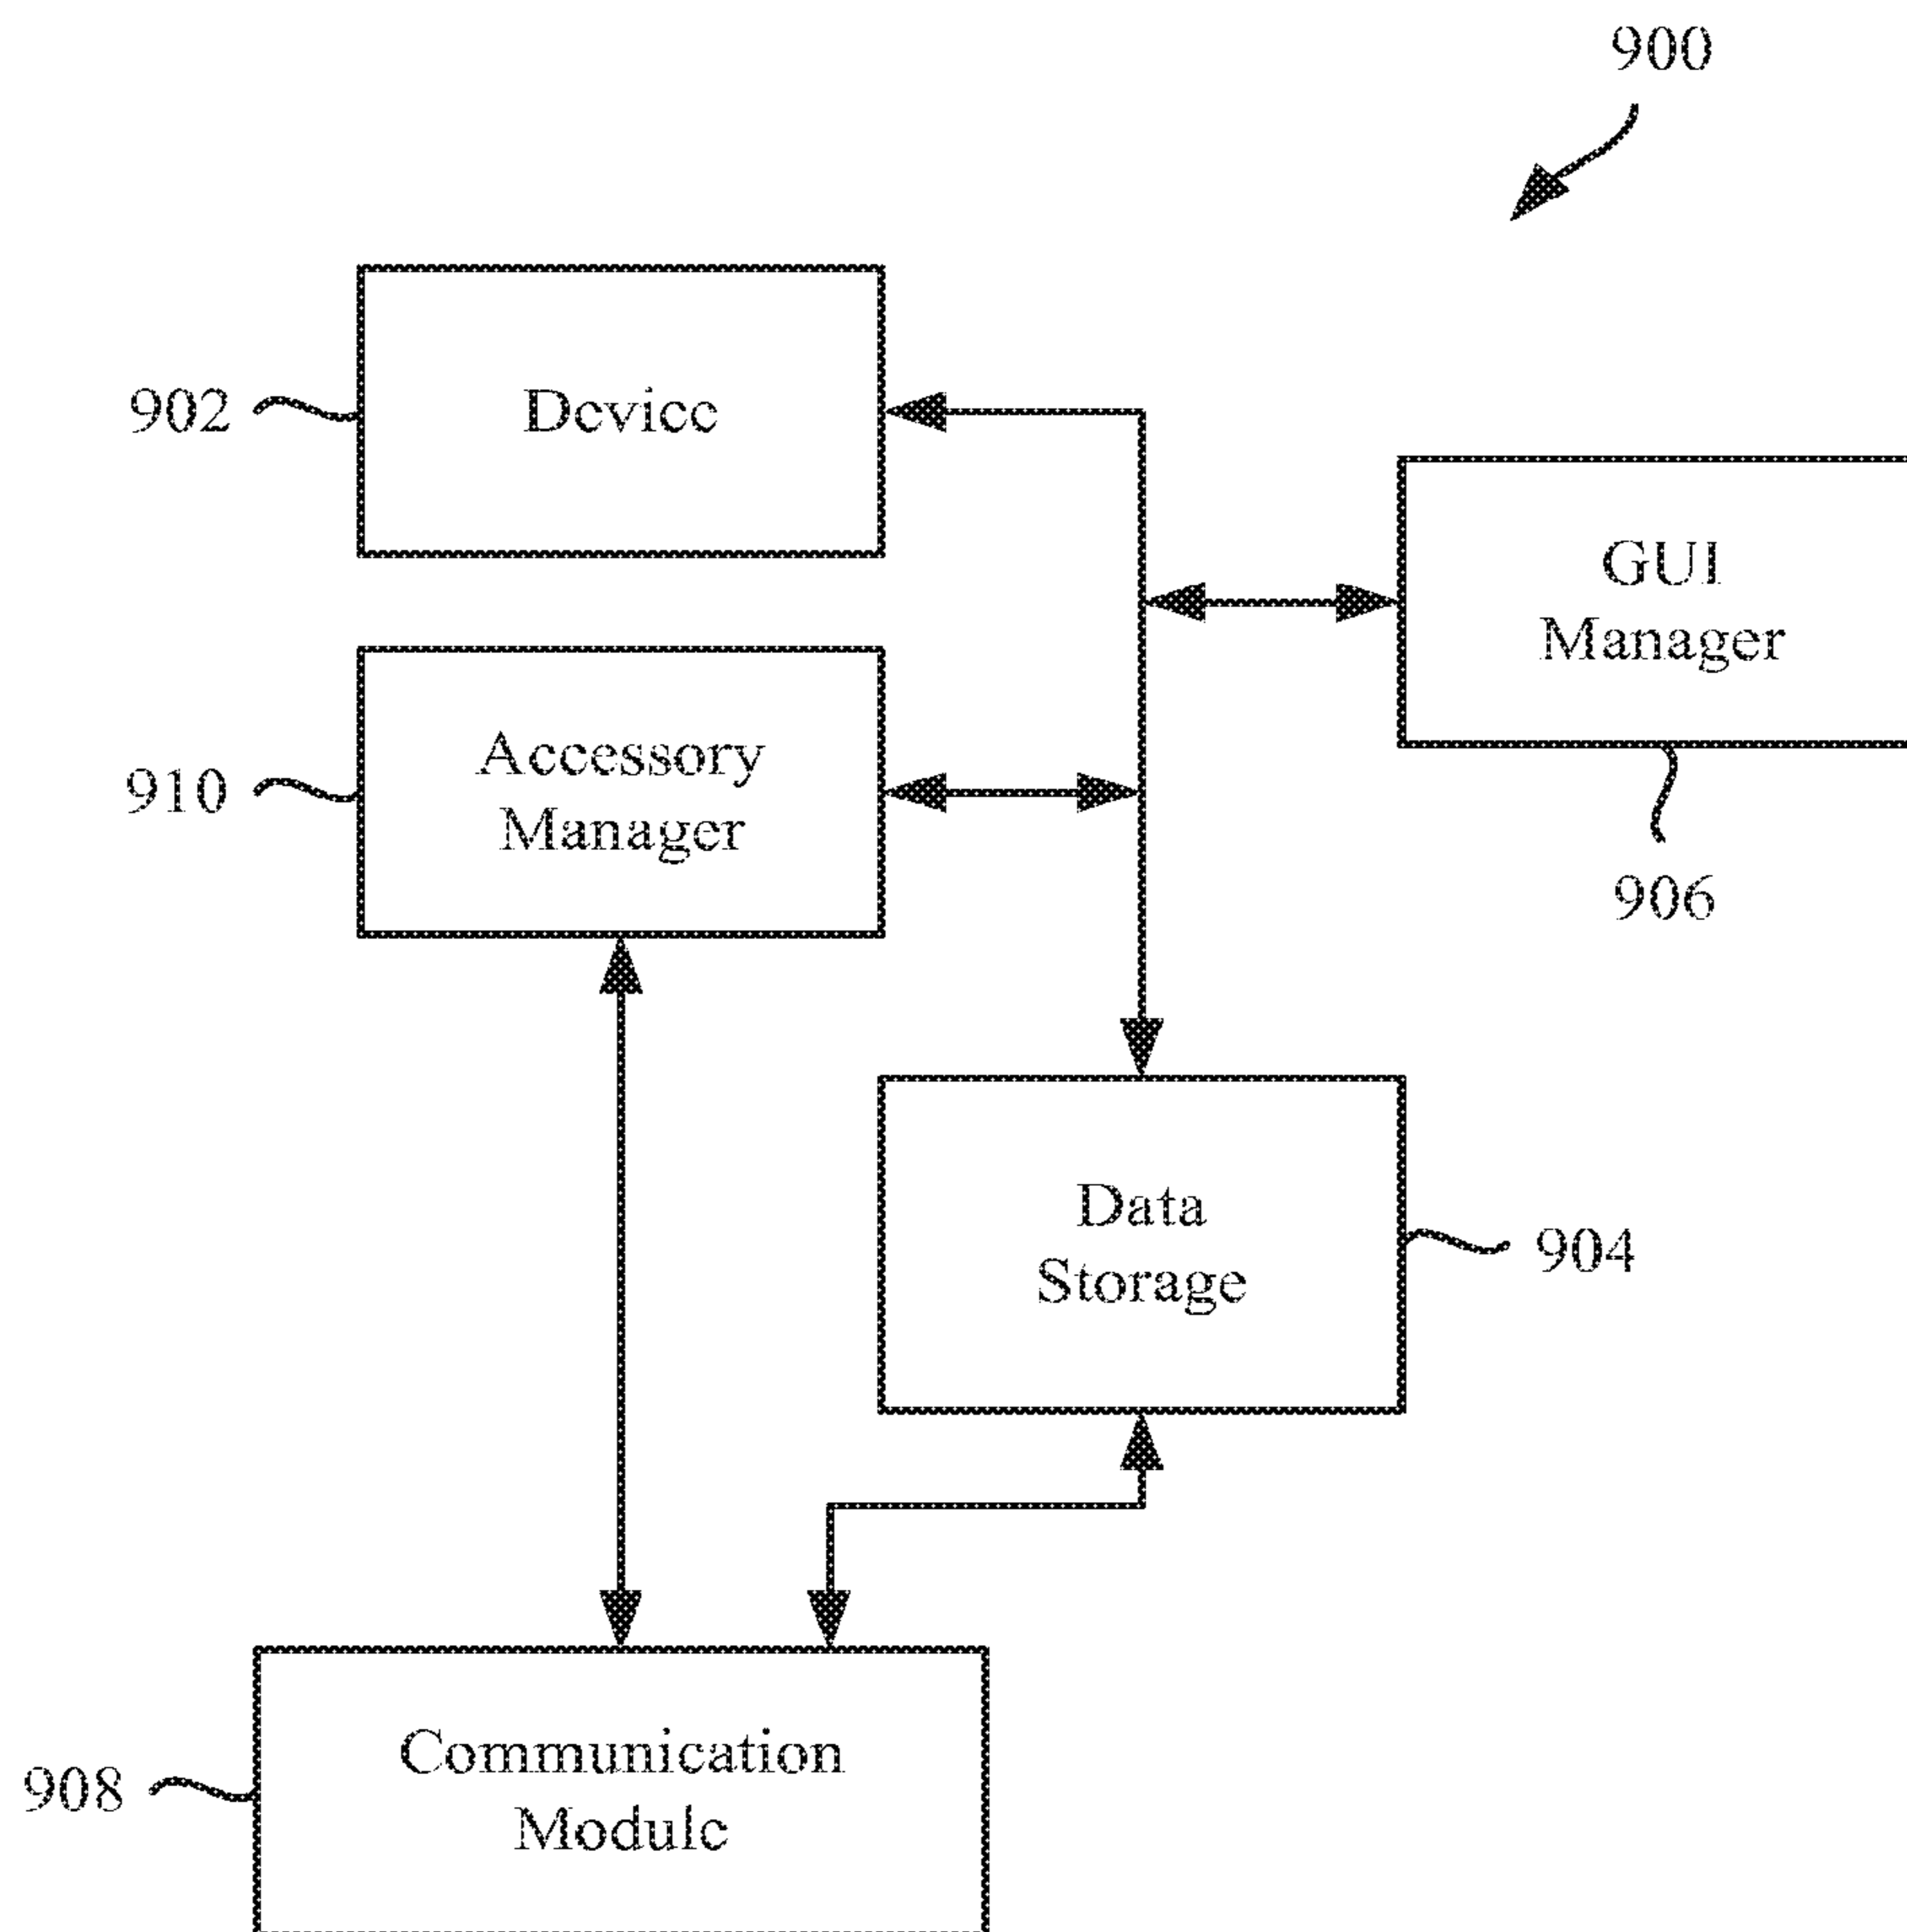 900
902
Device
GUI
Manager
906
910
Accessory
Manager
Data
Storage
904
908
Communication
Module